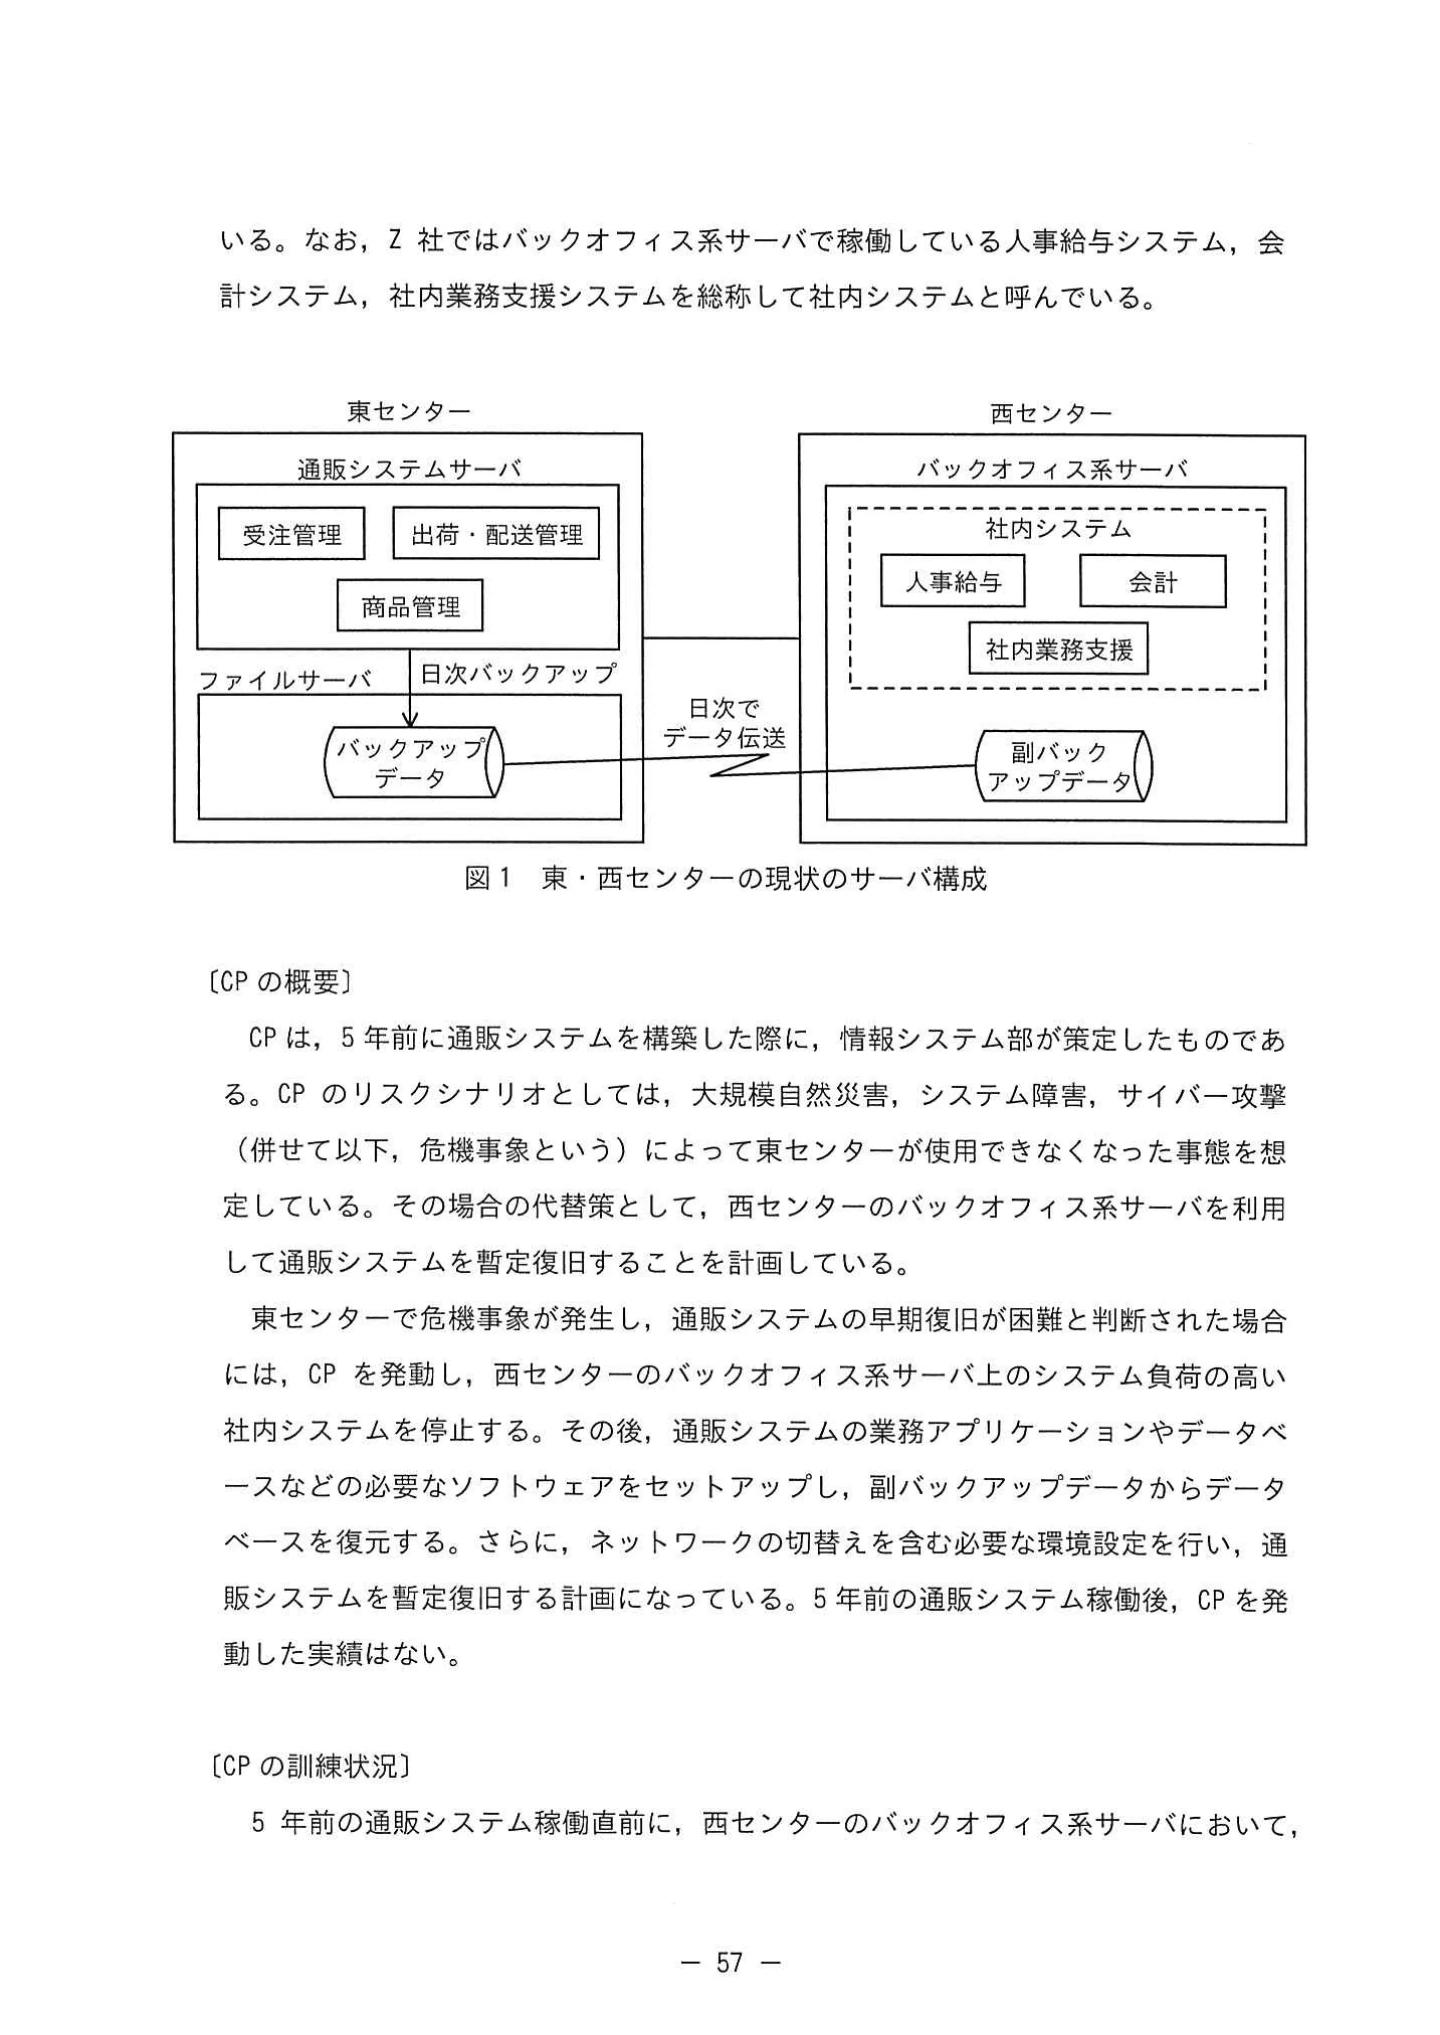 いる。なお，Z 社ではバックオフィス系サーバで稼働している人事給与システム，会
計システム，社内業務支援システムを総称して社内システムと呼んでいる。
東センター
西センター
通販システムサーバ
バックオフィス系サーバ
受注管理
出荷・配送管理
商品管理
社内システム
人事給与
会計
社内業務支援
ファイルサーバ
日次バックアップ
バックアップ
データ
日次で
データ伝送
副バック
アップデータ
図1　東・西センターの現状のサーバ構成
〔CP の概要〕
CP は，5 年前に通販システムを構築した際に，情報システム部が策定したものであ
る。CP のリスクシナリオとしては，大規模自然災害，システム障害，サイバー攻撃
（併せて以下，危機事象という）によって東センターが使用できなくなった事態を想
定している。その場合の代替策として，西センターのバックオフィス系サーバを利用
して通販システムを暫定復旧することを計画している。
東センターで危機事象が発生し，通販システムの早期復旧が困難と判断された場合
には，CP を発動し，西センターのバックオフィス系サーバ上のシステム負荷の高い
社内システムを停止する。その後，通販システムの業務アプリケーションやデータベ
ースなどの必要なソフトウェアをセットアップし，副バックアップデータからデータ
ベースを復元する。さらに，ネットワークの切替えを含む必要な環境設定を行い，通
販システムを暫定復旧する計画になっている。5 年前の通販システム稼働後，CP を発
動した実績はない。
〔CP の訓練状況〕
5 年前の通販システム稼働直前に，西センターのバックオフィス系サーバにおいて，
－ 57 －